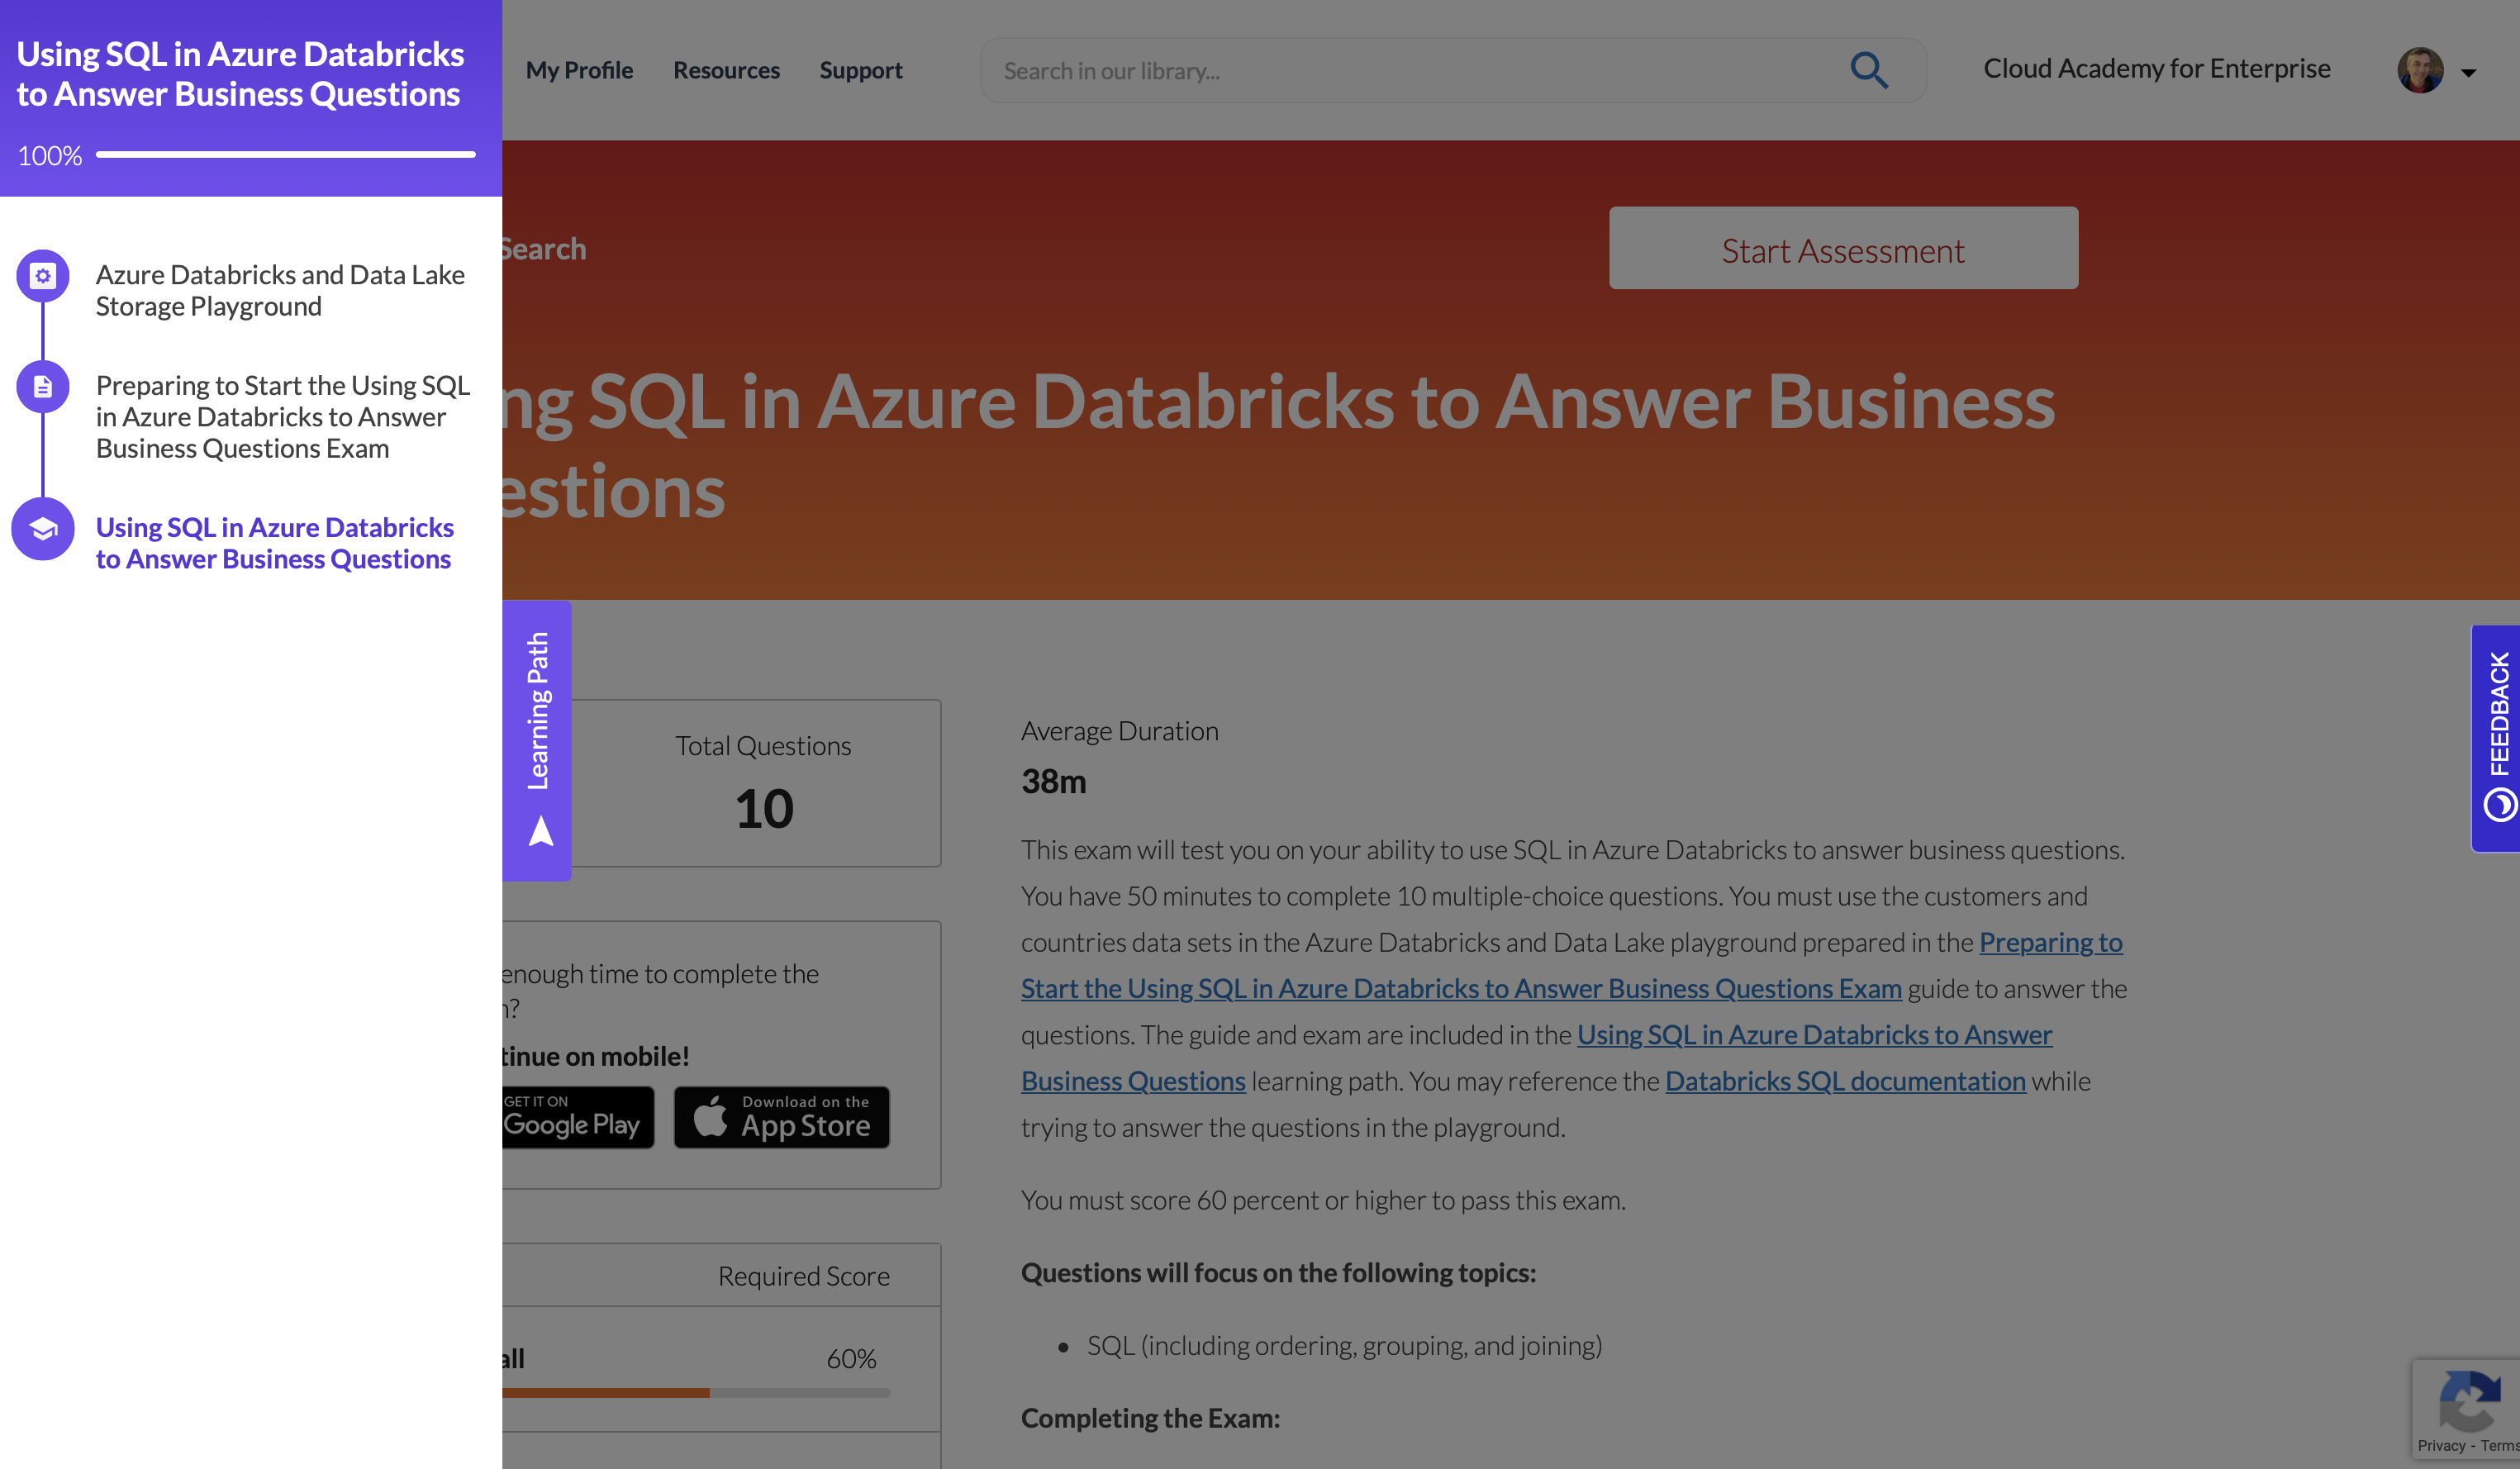 Using SQL in Azure Databricks
to Answer Business Questions
100%
Azure Databricks and Data Lake
Storage Playground
Preparing to Start the Using SQL
in Azure Databricks to Answer
Business Questions Exam
Using SQL in Azure Databricks
to Answer Business Questions
My Profile
Resources
Support
Search in our library...
Cloud Academy for Enterprise
Search
Start Assessment
ng SQL in Azure Databricks to Answer Business
estions
Learning Path
Total Questions
10
enough time to complete the
n?
tinue on mobile!
GET IT ON
Google Play
Download on the
App Store
Required Score
all
60%
Average Duration
38m
This exam will test you on your ability to use SQL in Azure Databricks to answer business questions.
You have 50 minutes to complete 10 multiple-choice questions. You must use the customers and
countries data sets in the Azure Databricks and Data Lake playground prepared in the Preparing to
Start the Using SQL in Azure Databricks to Answer Business Questions Exam guide to answer the
questions. The guide and exam are included in the Using SQL in Azure Databricks to Answer
Business Questions learning path. You may reference the Databricks SQL documentation while
trying to answer the questions in the playground.
You must score 60 percent or higher to pass this exam.
Questions will focus on the following topics:
• SQL (including ordering, grouping, and joining)
Completing the Exam:
FEEDBACK
Privacy - Terms